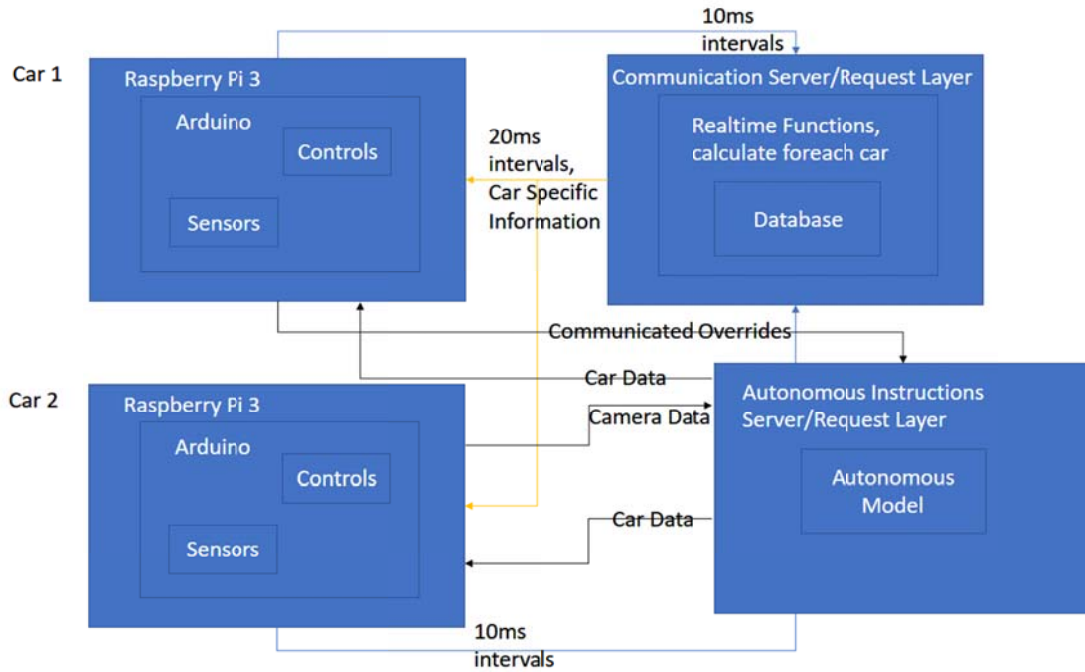 10ms
intervals
Car 1
Raspberry Pi 3
Arduino
Controls
Sensors
20ms
intervals,
Car Specific
Information
Communication Server/Request Layer
Realtime Functions,
calculate foreach car
Database
Communicated Overrides
Car Data
Camera Data
Car Data
Car 2
Raspberry Pi 3
Arduino
Controls
Sensors
Autonomous Instructions
Server/Request Layer
Autonomous
Model
10ms
intervals